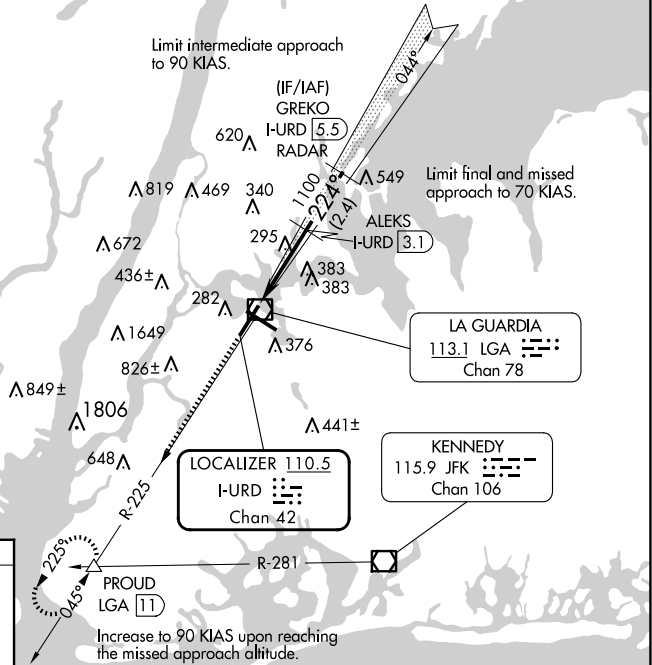 Limit intermediate approach
to 90 KIAS.
044°
(IF/IAF)
GREKO
I-URD 5.5
RADAR
620
549
Limit final and missed
approach to 70 KIAS.
819
469
340
1100
224°
(2.4)
ALEKS
I-URD 3.1
295
672
383
383
436±
282
LA GUARDIA
113.1 LGA
Chan 78
1649
376
826±
849±
1806
441±
648
LOCALIZER 110.5
I-URD
Chan 42
KENNEDY
115.9 JFK
Chan 106
R-225
R-281
225°
045°
PROUD
LGA 11
Increase to 90 KIAS upon reaching
the missed approach altitude.